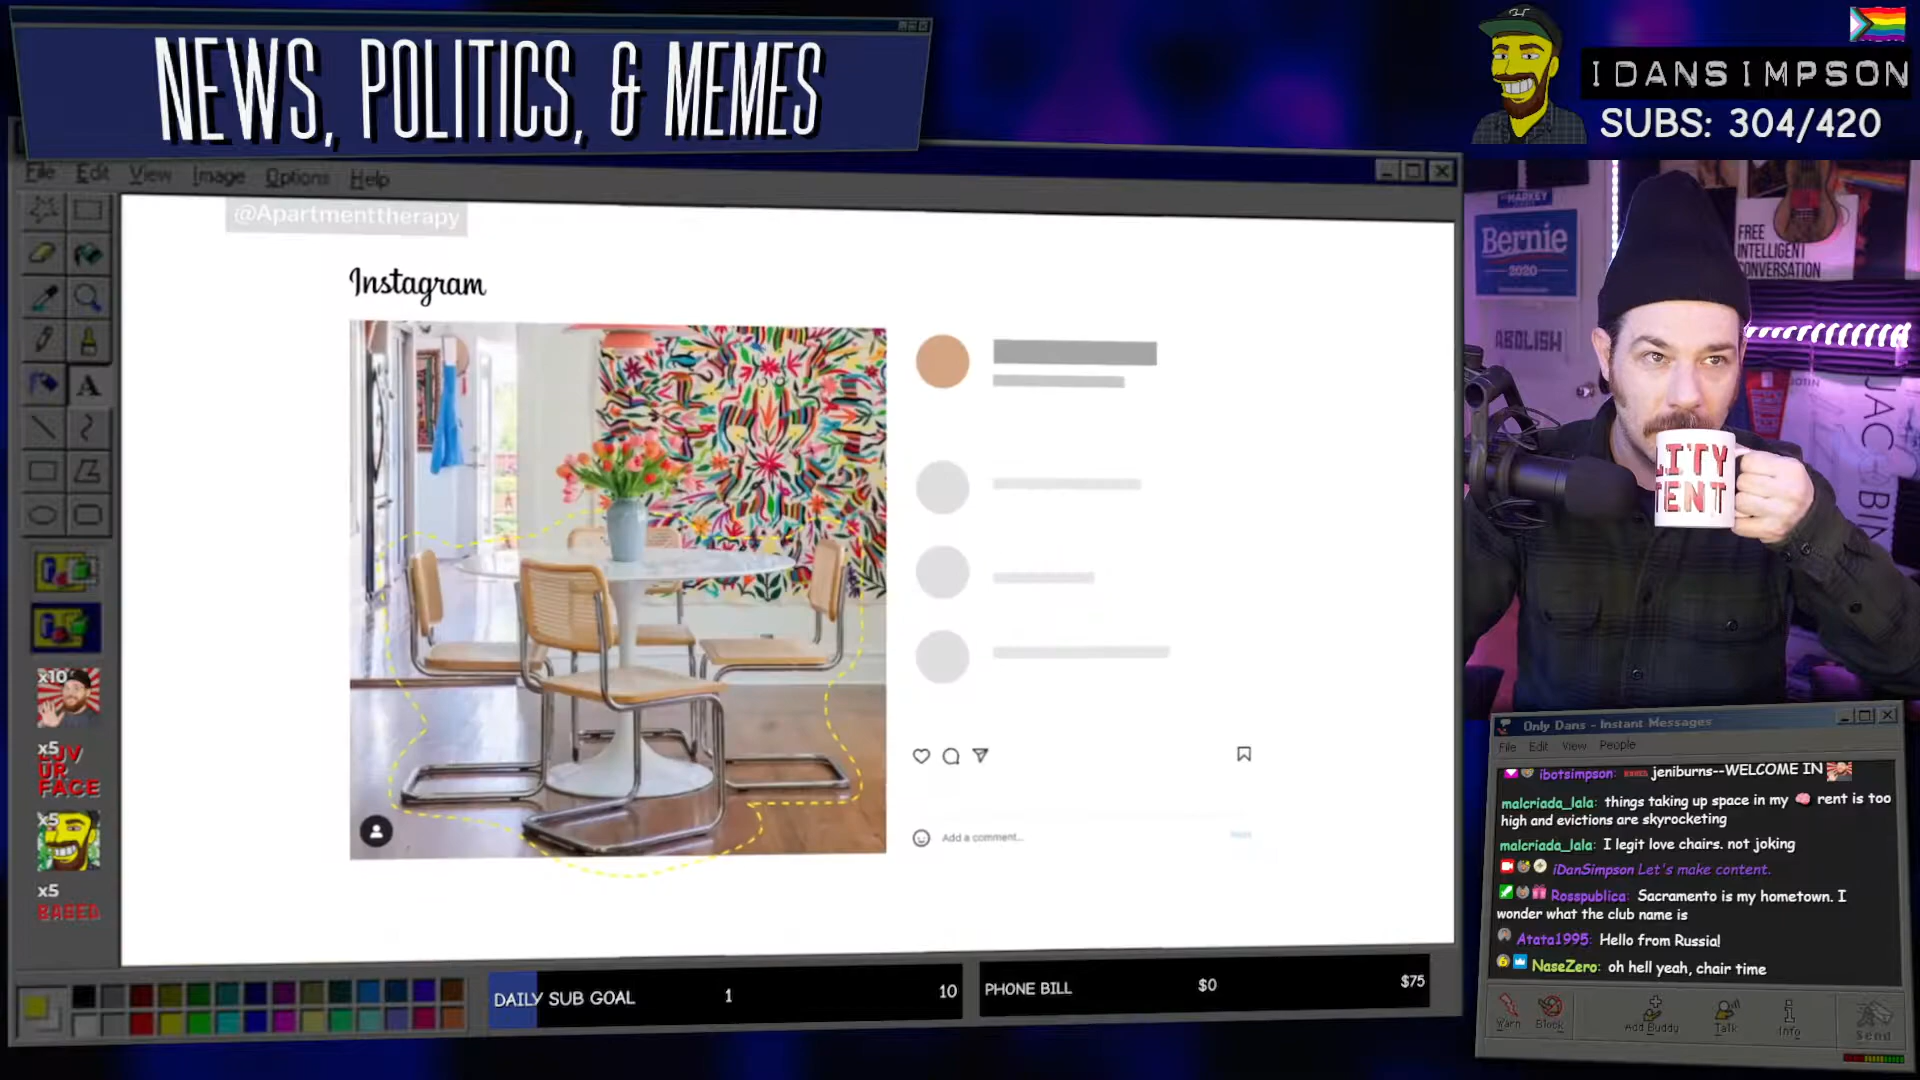 NEWS, POLITICS, & MEMES
IDANSIMPSON
SUBS: 304/420
File Edit View Image Options Help
@Apartmenttherapy
Instagram
Add a comment...
A
x10
x5
LUV
UR
FACE
x5
x5
BASED
DAILY SUB GOAL 1 10
PHONE BILL $0 $75
Bernie
2020
FREE
INTELLIGENT
CONVERSATION
ABOLISH
JAC
BIN
LITY
TENT
Only Dans - Instant Messages
File Edit View People
ibotsimpson: jeniburns--WELCOME IN
malcriada_lala: things taking up space in my 🧠 rent is too
high and evictions are skyrocketing
malcriada_lala: I legit love chairs. not joking
iDanSimpson Let's make content.
Rosspublica: Sacramento is my hometown. I
wonder what the club name is
Atata1995: Hello from Russia!
NaseZero: oh hell yeah, chair time
Warn Block Add Buddy Talk Info Send